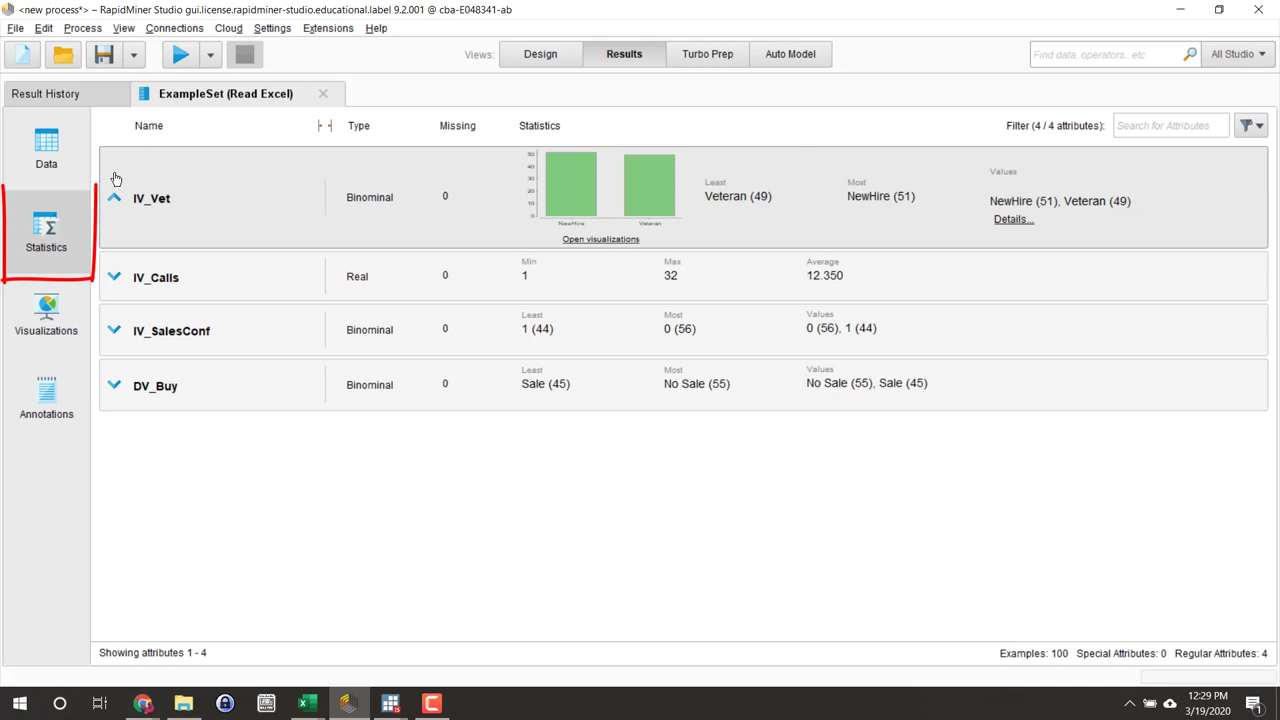 <new process*> – RapidMiner Studio gui.license.rapidminer-studio.educational.label 9.2.001 @ cba-E048341-ab
File Edit Process View Connections Cloud Settings Extensions Help
Views: Design Results Turbo Prep Auto Model Find data, operators...etc All Studio
Result History ExampleSet (Read Excel)
Name Type Missing Statistics Filter (4 / 4 attributes): Search for Attributes
Data
Statistics
Visualizations
Annotations
IV_Vet Binominal 0
50
40
30
20
10
0
NewHire Veteran
Open visualizations
Least
Veteran (49)
Most
NewHire (51)
Values
NewHire (51), Veteran (49)
Details...
IV_Calls Real 0
Min
1
Max
32
Average
12.350
IV_SalesConf Binominal 0
Least
1 (44)
Most
0 (56)
Values
0 (56), 1 (44)
DV_Buy Binominal 0
Least
Sale (45)
Most
No Sale (55)
Values
No Sale (55), Sale (45)
Showing attributes 1 - 4 Examples: 100 Special Attributes: 0 Regular Attributes: 4
12:29 PM
3/19/2020
1